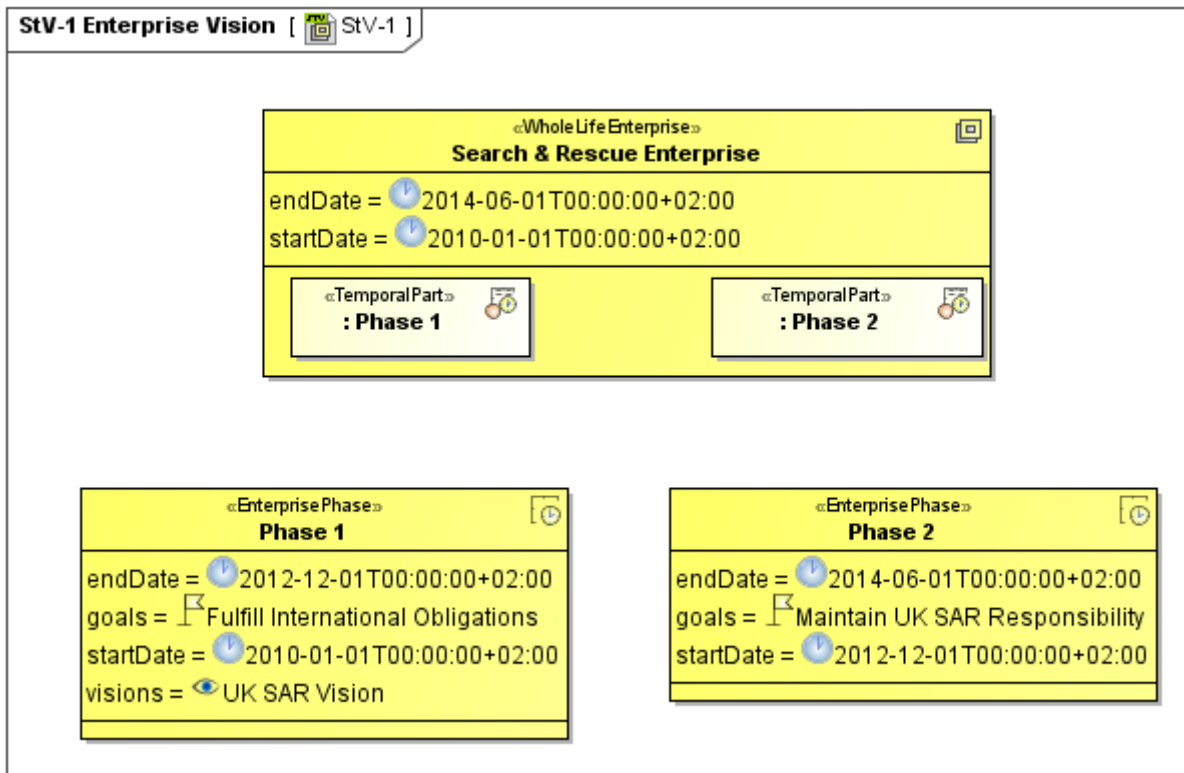 StV-1 Enterprise Vision [ StV-1 ]
«WholeLifeEnterprise»
Search & Rescue Enterprise
endDate = 2014-06-01T00:00:00+02:00
startDate = 2010-01-01T00:00:00+02:00
«TemporalPart»
: Phase 1
«TemporalPart»
: Phase 2
«EnterprisePhase»
Phase 1
endDate = 2012-12-01T00:00:00+02:00
goals = Fulfill International Obligations
startDate = 2010-01-01T00:00:00+02:00
visions = UK SAR Vision
«EnterprisePhase»
Phase 2
endDate = 2014-06-01T00:00:00+02:00
goals = Maintain UK SAR Responsibility
startDate = 2012-12-01T00:00:00+02:00